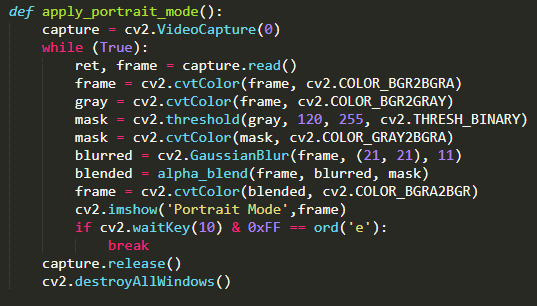 def apply_portrait_mode():
    capture = cv2.VideoCapture(0)
    while (True):
        ret, frame = capture.read()
        frame = cv2.cvtColor(frame, cv2.COLOR_BGR2BGRA)
        gray = cv2.cvtColor(frame, cv2.COLOR_BGR2GRAY)
        mask = cv2.threshold(gray, 120, 255, cv2.THRESH_BINARY)
        mask = cv2.cvtColor(mask, cv2.COLOR_GRAY2BGRA)
        blurred = cv2.GaussianBlur(frame, (21, 21), 11)
        blended = alpha_blend(frame, blurred, mask)
        frame = cv2.cvtColor(blended, cv2.COLOR_BGRA2BGR)
        cv2.imshow('Portrait Mode',frame)
        if cv2.waitKey(10) & 0xFF == ord('e'):
            break
    capture.release()
    cv2.destroyAllWindows()